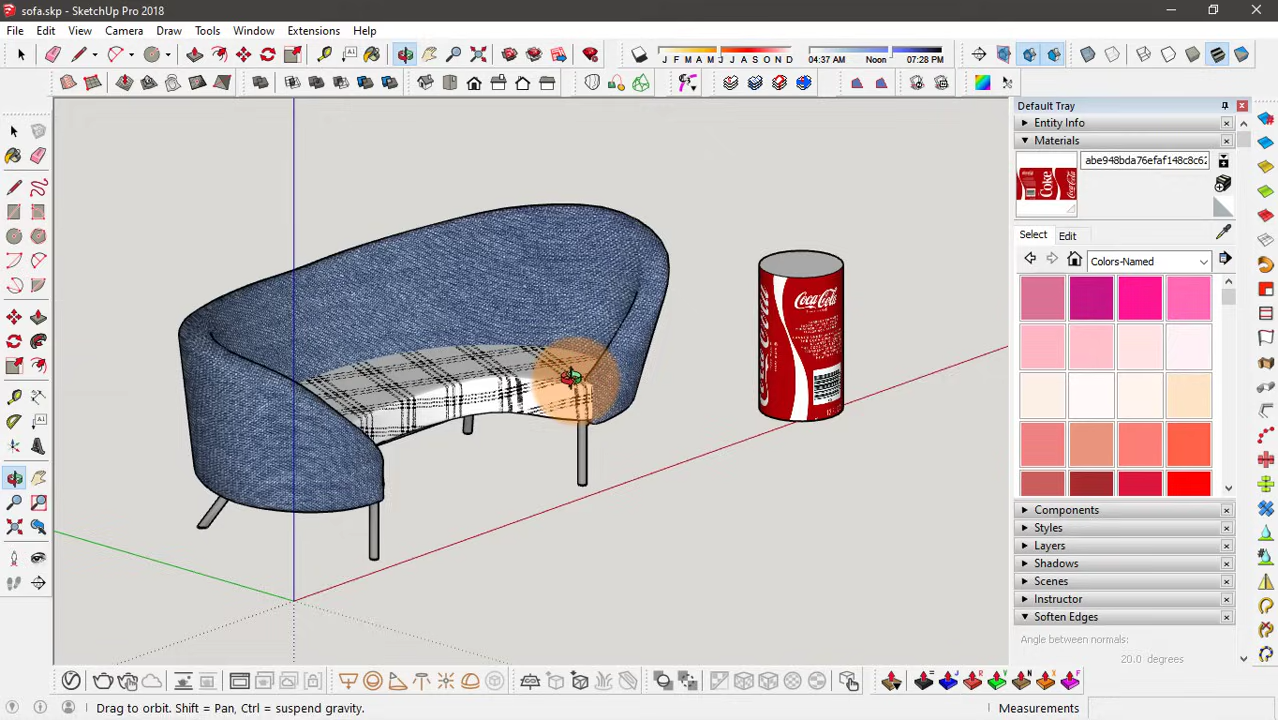 sofa.skp - SketchUp Pro 2018
File Edit View Camera Draw Tools Window Extensions Help
J F M A M J J A S O N D
04:37 AM Noon 07:28 PM
Default Tray
Entity Info
Materials
abe948bda76efaf148c8c62
Coke
Select Edit
Colors-Named
Coca-Cola
Components
Styles
Layers
Shadows
Scenes
Instructor
Soften Edges
Angle between normals:
20.0 degrees
Drag to orbit. Shift = Pan, Ctrl = suspend gravity.
Measurements